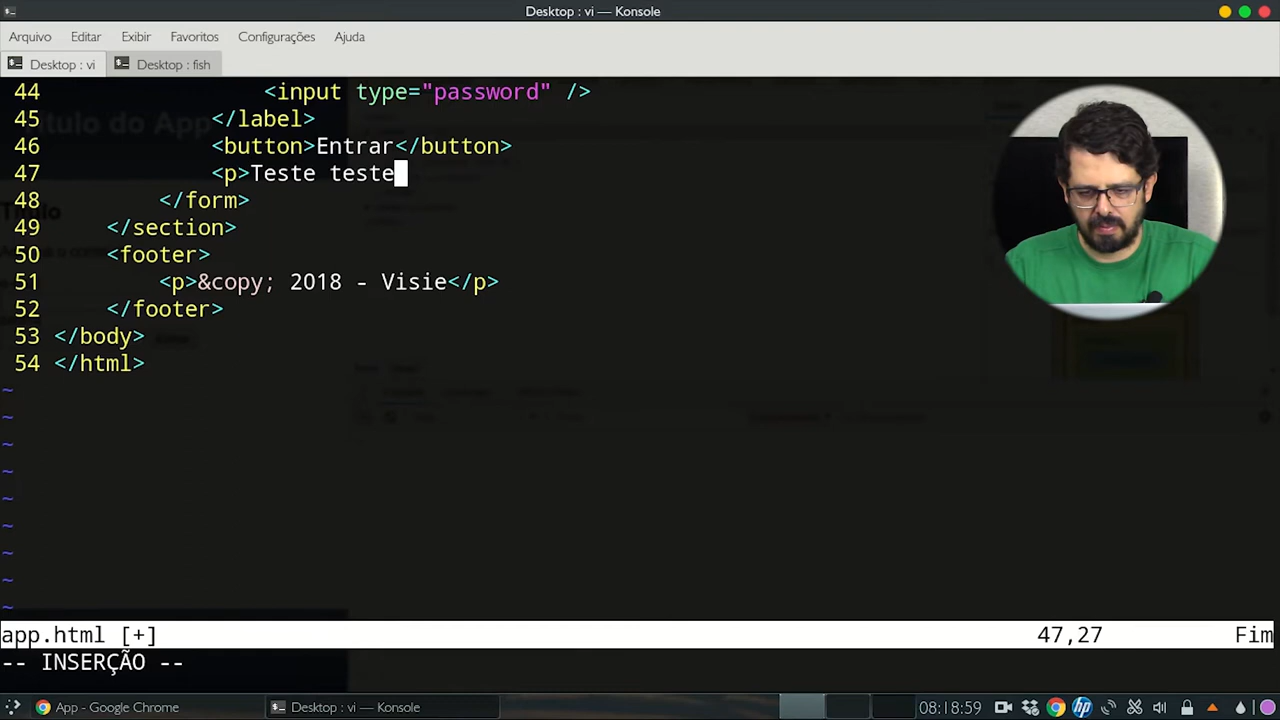 Desktop : vi — Konsole
Arquivo Editar Exibir Favoritos Configurações Ajuda
Desktop : vi Desktop : fish
44 <input type="password" />
45 </label>
46 <button>Entrar</button>
47 <p>Teste teste
48 </form>
49 </section>
50 <footer>
51 <p>&copy; 2018 - Visie</p>
52 </footer>
53 </body>
54 </html>
~
~
~
~
~
~
~
~
~
app.html [+] 47,27 Fim
-- INSERÇÃO --
App - Google Chrome Desktop : vi — Konsole 08:18:59